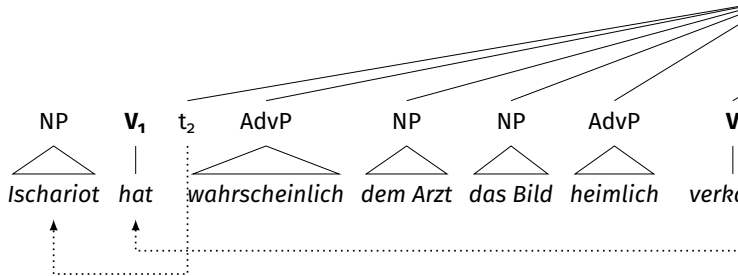 NP V₁ t₂ AdvP NP NP AdvP V
Ischariot hat wahrscheinlich dem Arzt das Bild heimlich